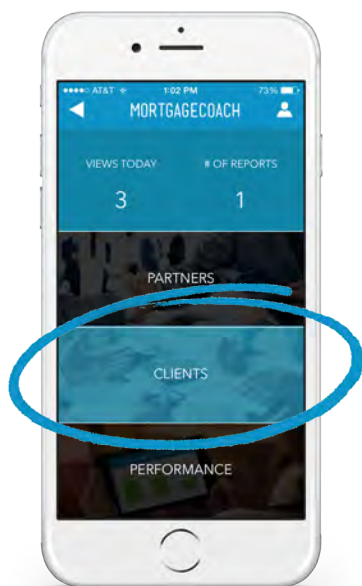 AT&T 1:02 PM 73%
MORTGAGECOACH
VIEWS TODAY # OF REPORTS
3 1
PARTNERS
CLIENTS
PERFORMANCE